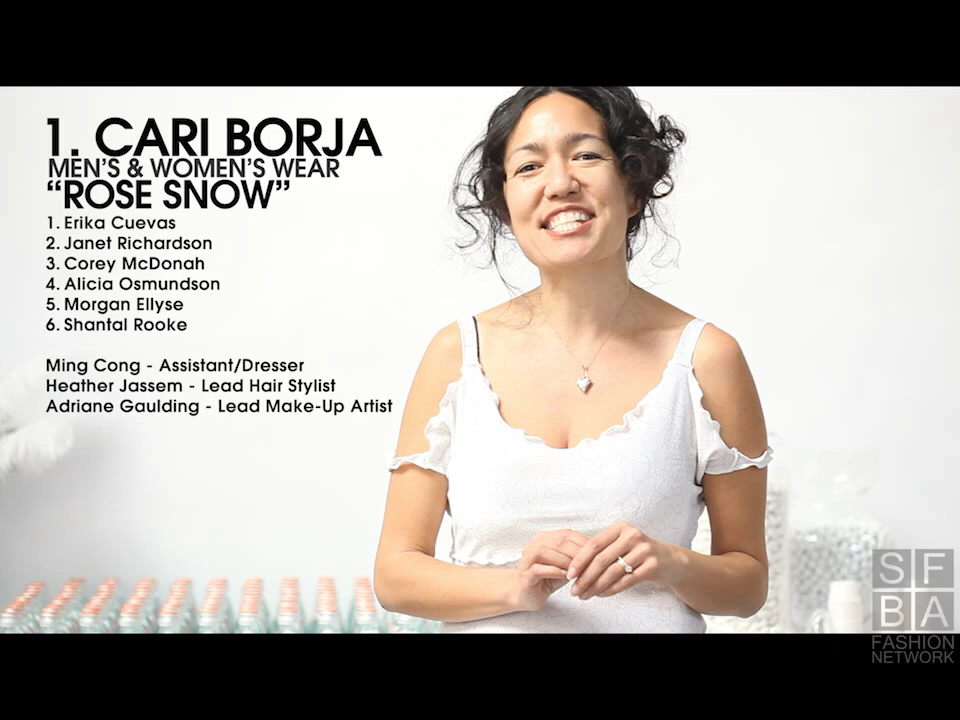 1. CARI BORJA
MEN'S & WOMEN'S WEAR
“ROSE SNOW”
1. Erika Cuevas
2. Janet Richardson
3. Corey McDonah
4. Alicia Osmundson
5. Morgan Ellyse
6. Shantal Rooke
Ming Cong - Assistant/Dresser
Heather Jassem - Lead Hair Stylist
Adriane Gaulding - Lead Make-Up Artist
SF
BA
FASHION
NETWORK